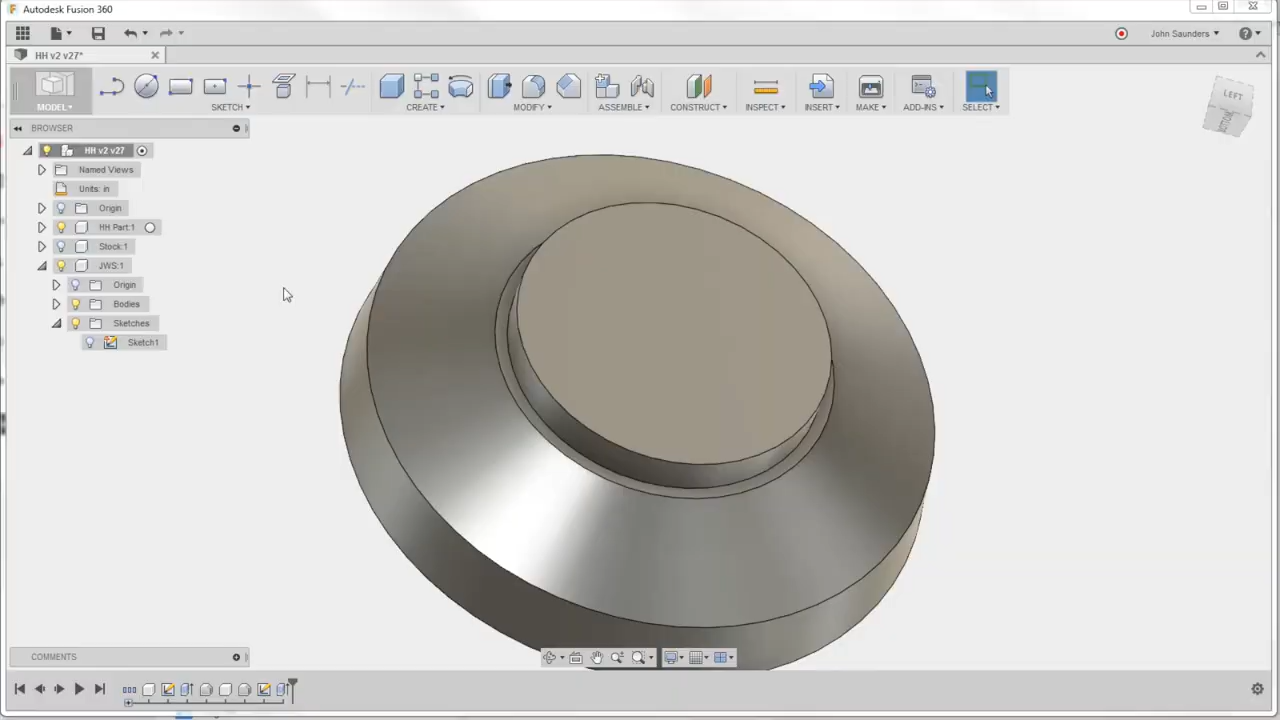 Autodesk Fusion 360
John Saunders
HH v2 v27*
MODEL
SKETCH
CREATE
MODIFY
ASSEMBLE
CONSTRUCT
INSPECT
INSERT
MAKE
ADD-INS
SELECT
LEFT
BOTTOM
BROWSER
HH v2 v27
Named Views
Units: in
Origin
HH Part:1
Stock:1
JWS:1
Origin
Bodies
Sketches
Sketch1
COMMENTS